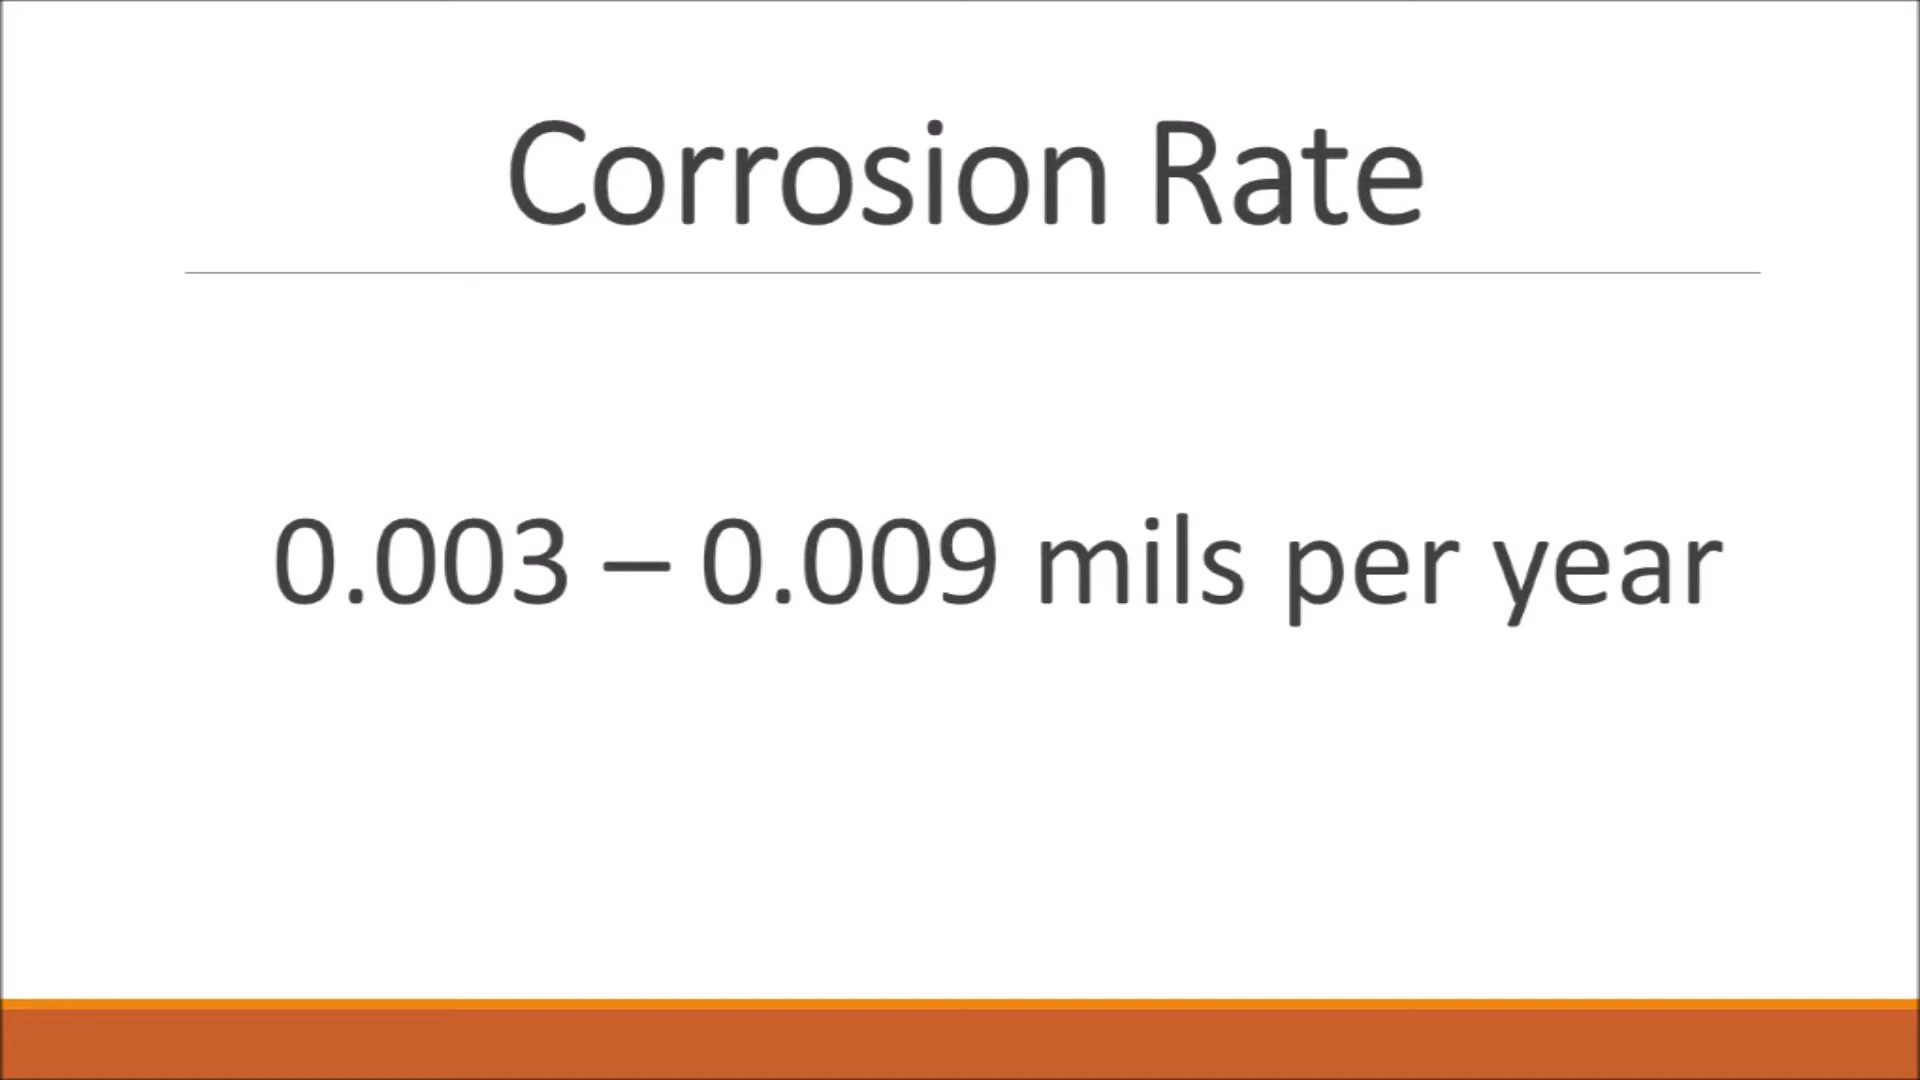 Corrosion Rate
0.003 – 0.009 mils per year